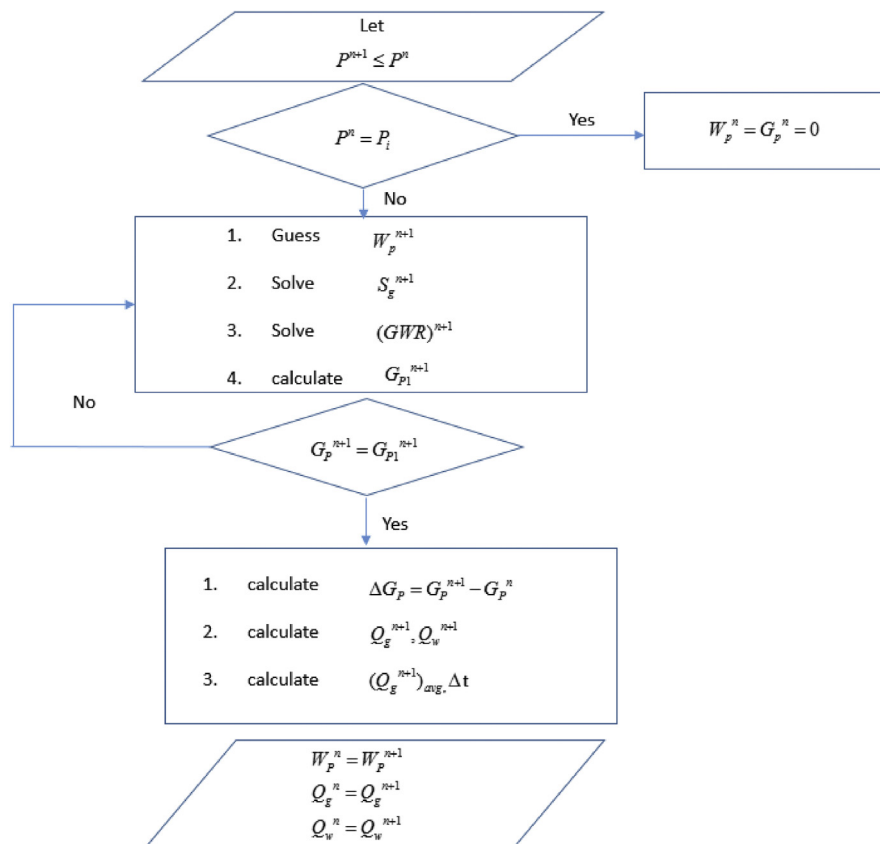 Let
P^{n+1} ≤ P^n
P^n = P_i
Yes
W_p^n = G_p^n = 0
No
1. Guess W_p^{n+1}
2. Solve S_g^{n+1}
3. Solve (GWR)^{n+1}
4. calculate G_{P1}^{n+1}
No
G_P^{n+1} = G_{P1}^{n+1}
Yes
1. calculate ΔG_P = G_P^{n+1} − G_P^n
2. calculate Q_g^{n+1}, Q_w^{n+1}
3. calculate (Q_g^{n+1})_{avg,} Δt
W_P^n = W_P^{n+1}
Q_g^n = Q_g^{n+1}
Q_w^n = Q_w^{n+1}